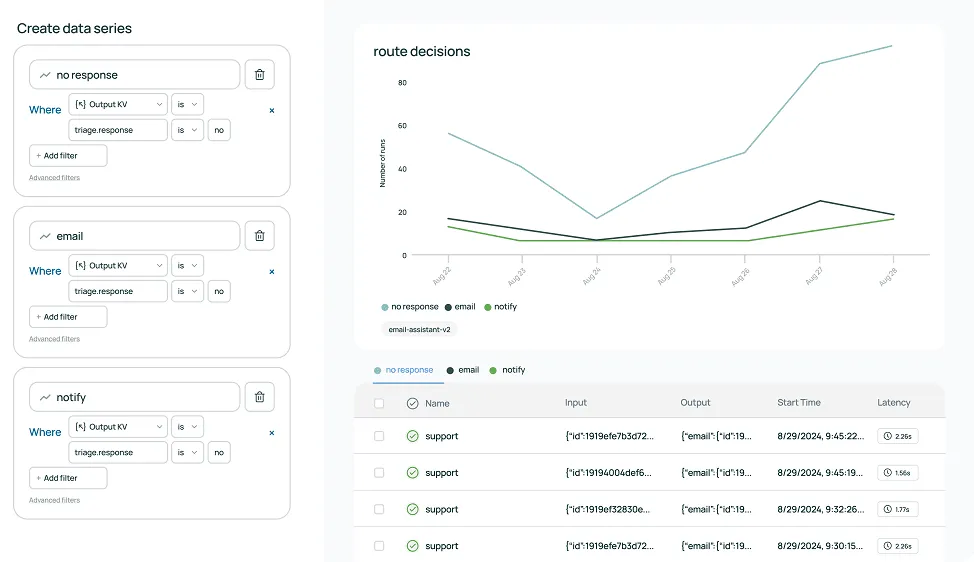 Create data series
no response
Where
Output KV
is
×
triage.response
is
no
+ Add filter
Advanced filters
email
Where
Output KV
is
×
triage.response
is
no
+ Add filter
Advanced filters
notify
Where
Output KV
is
×
triage.response
is
no
+ Add filter
Advanced filters
route decisions
Number of runs
80
60
40
20
0
Aug 22
Aug 23
Aug 24
Aug 25
Aug 26
Aug 27
Aug 28
no response email notify
email-assistant-v2
no response email notify
Name Input Output Start Time Latency
support {"id":1919efe7b3d72... {"email":["id":19... 8/29/2024, 9:45:22... 2.26s
support {"id":19194004def6... {"email":["id":19... 8/29/2024, 9:45:19... 1.56s
support {"id":1919ef32830e... {"email":["id":19... 8/29/2024, 9:32:26... 1.77s
support {"id":1919efe7b3d72... {"email":["id":19... 8/29/2024, 9:30:15... 2.26s